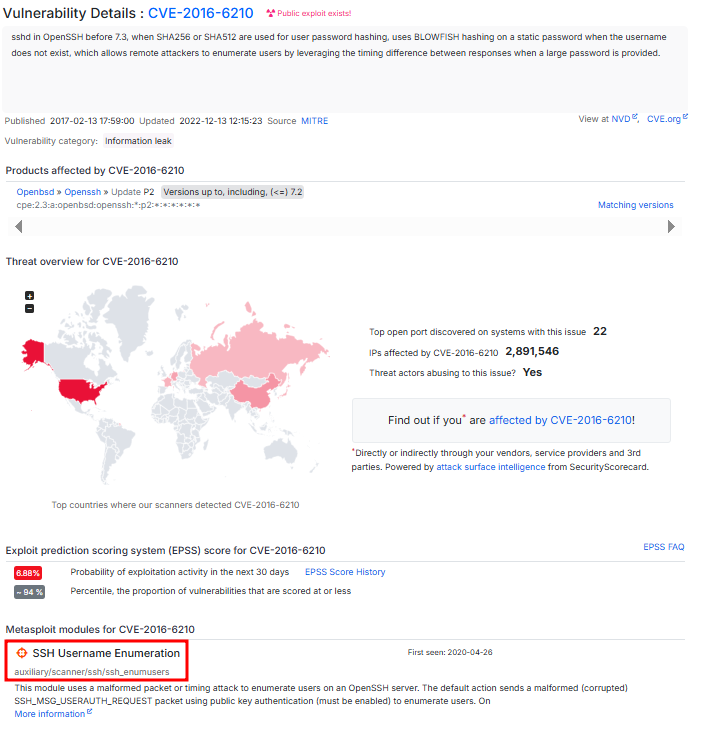 Vulnerability Details : CVE-2016-6210 Public exploit exists!
sshd in OpenSSH before 7.3, when SHA256 or SHA512 are used for user password hashing, uses BLOWFISH hashing on a static password when the username
does not exist, which allows remote attackers to enumerate users by leveraging the timing difference between responses when a large password is provided.
Published 2017-02-13 17:59:00 Updated 2022-12-13 12:15:23 Source MITRE
View at NVD, CVE.org
Vulnerability category: Information leak
Products affected by CVE-2016-6210
Openbsd » Openssh » Update P2 Versions up to, including, (<=) 7.2
cpe:2.3:a:openbsd:openssh:*:p2:*:*:*:*:*:*
Matching versions
Threat overview for CVE-2016-6210
+
−
Top open port discovered on systems with this issue 22
IPs affected by CVE-2016-6210 2,891,546
Threat actors abusing to this issue? Yes
Find out if you* are affected by CVE-2016-6210!
*Directly or indirectly through your vendors, service providers and 3rd
parties. Powered by attack surface intelligence from SecurityScorecard.
Top countries where our scanners detected CVE-2016-6210
Exploit prediction scoring system (EPSS) score for CVE-2016-6210
EPSS FAQ
6.88% Probability of exploitation activity in the next 30 days EPSS Score History
~ 94 % Percentile, the proportion of vulnerabilities that are scored at or less
Metasploit modules for CVE-2016-6210
SSH Username Enumeration
First seen: 2020-04-26
auxiliary/scanner/ssh/ssh_enumusers
This module uses a malformed packet or timing attack to enumerate users on an OpenSSH server. The default action sends a malformed (corrupted)
SSH_MSG_USERAUTH_REQUEST packet using public key authentication (must be enabled) to enumerate users. On
More information